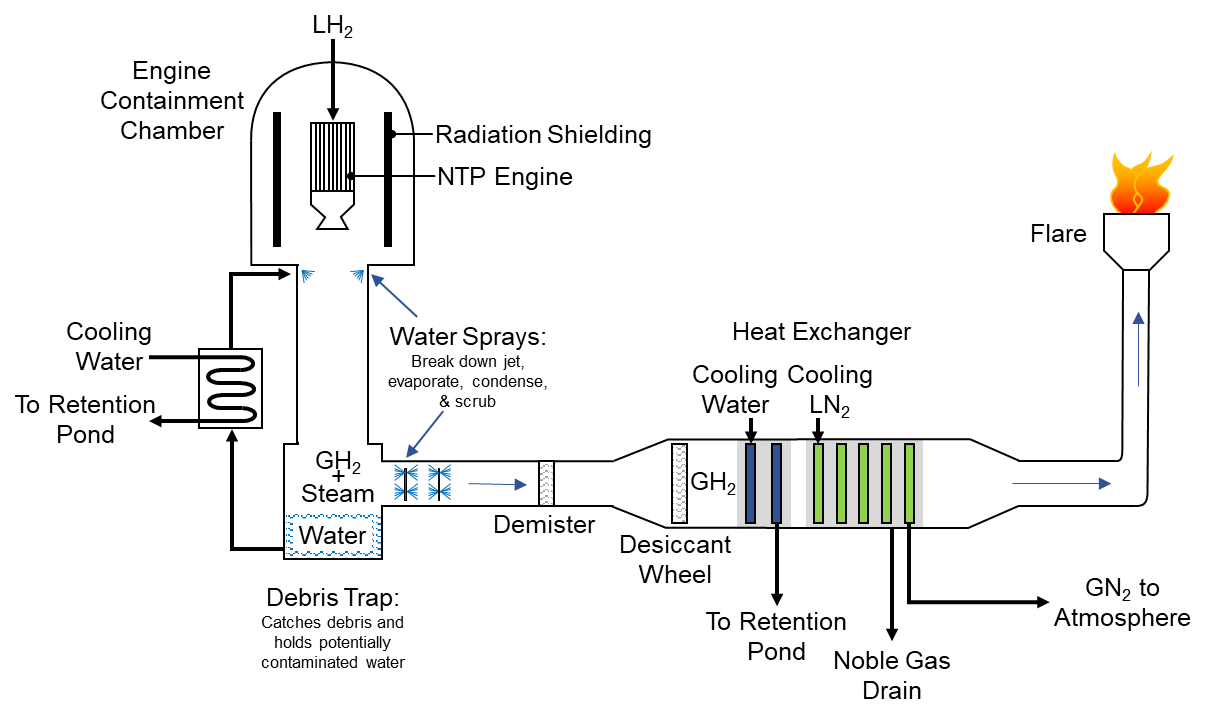 LH₂
Engine
Containment
Chamber
Radiation Shielding
NTP Engine
Flare
Cooling
Water
To Retention
Pond
Water Sprays:
Break down jet,
evaporate, condense,
& scrub
Heat Exchanger
Cooling
Water
Cooling
LN₂
GH₂
+
Steam
Water
GH₂
Demister
Desiccant
Wheel
Debris Trap:
Catches debris and
holds potentially
contaminated water
To Retention
Pond
Noble Gas
Drain
GN₂ to
Atmosphere